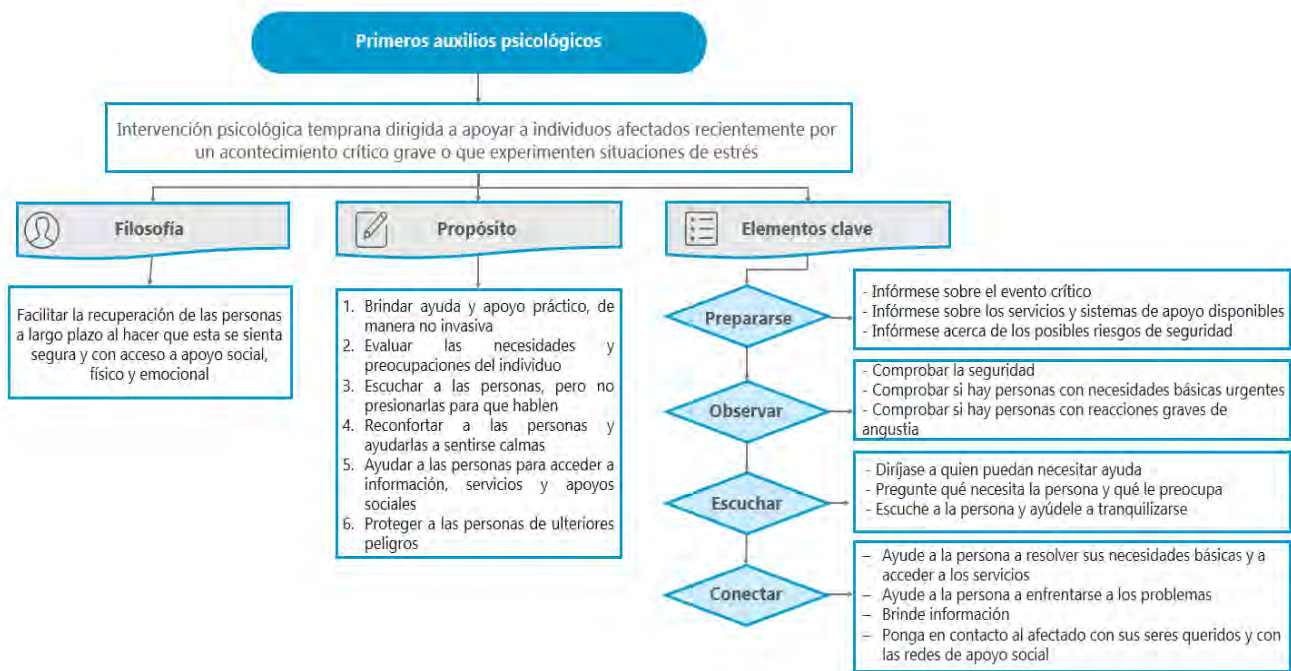 Primeros auxilios psicológicos
Intervención psicológica temprana dirigida a apoyar a individuos afectados recientemente por
un acontecimiento crítico grave o que experimenten situaciones de estrés
Filosofía
Facilitar la recuperación de las personas
a largo plazo al hacer que esta se sienta
segura y con acceso a apoyo social,
físico y emocional
Propósito
1. Brindar ayuda y apoyo práctico, de
manera no invasiva
2. Evaluar las necesidades y
preocupaciones del individuo
3. Escuchar a las personas, pero no
presionarlas para que hablen
4. Reconfortar a las personas y
ayudarlas a sentirse calmas
5. Ayudar a las personas para acceder a
información, servicios y apoyos
sociales
6. Proteger a las personas de ulteriores
peligros
Elementos clave
Prepararse
- Infórmese sobre el evento crítico
- Infórmese sobre los servicios y sistemas de apoyo disponibles
- Infórmese acerca de los posibles riesgos de seguridad
Observar
- Comprobar la seguridad
- Comprobar si hay personas con necesidades básicas urgentes
- Comprobar si hay personas con reacciones graves de
angustia
Escuchar
- Diríjase a quien puedan necesitar ayuda
- Pregunte qué necesita la persona y qué le preocupa
- Escuche a la persona y ayúdele a tranquilizarse
Conectar
– Ayude a la persona a resolver sus necesidades básicas y a
acceder a los servicios
– Ayude a la persona a enfrentarse a los problemas
– Brinde información
– Ponga en contacto al afectado con sus seres queridos y con
las redes de apoyo social